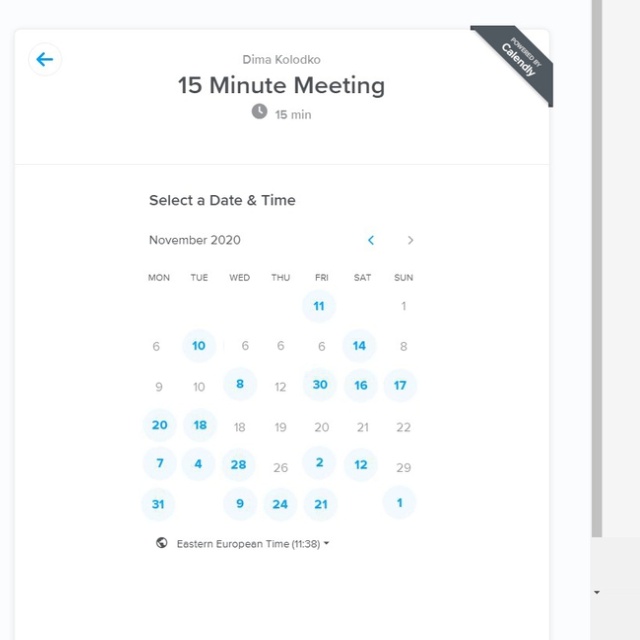 POWERED BY
Calendly
Dima Kolodko
15 Minute Meeting
15 min
Select a Date & Time
November 2020
MON TUE WED THU FRI SAT SUN
11 1
6 10 6 6 6 14 8
9 10 8 12 30 16 17
20 18 18 19 20 21 22
7 4 28 26 2 12 29
31 9 24 21 1
Eastern European Time (11:38)